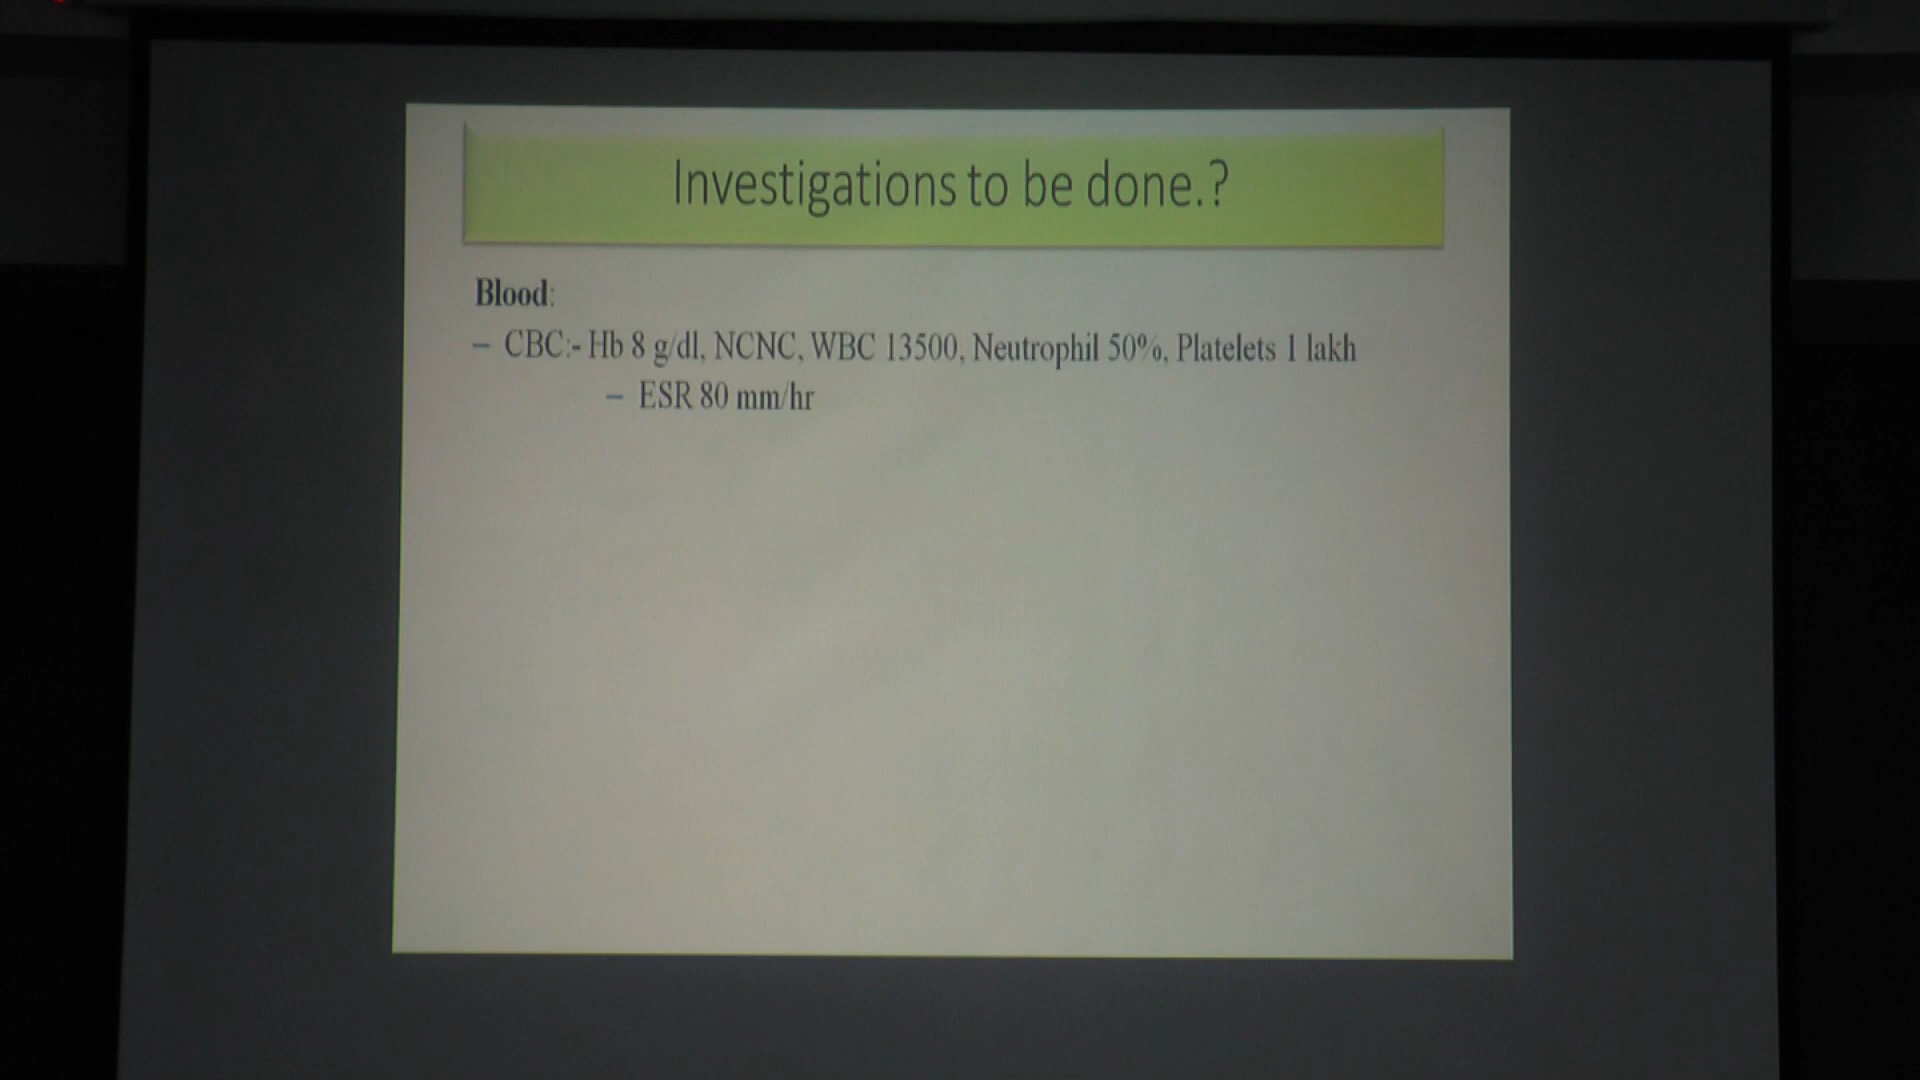 Investigations to be done.?
Blood:
– CBC:- Hb 8 g/dl, NCNC, WBC 13500, Neutrophil 50%, Platelets 1 lakh
– ESR 80 mm/hr